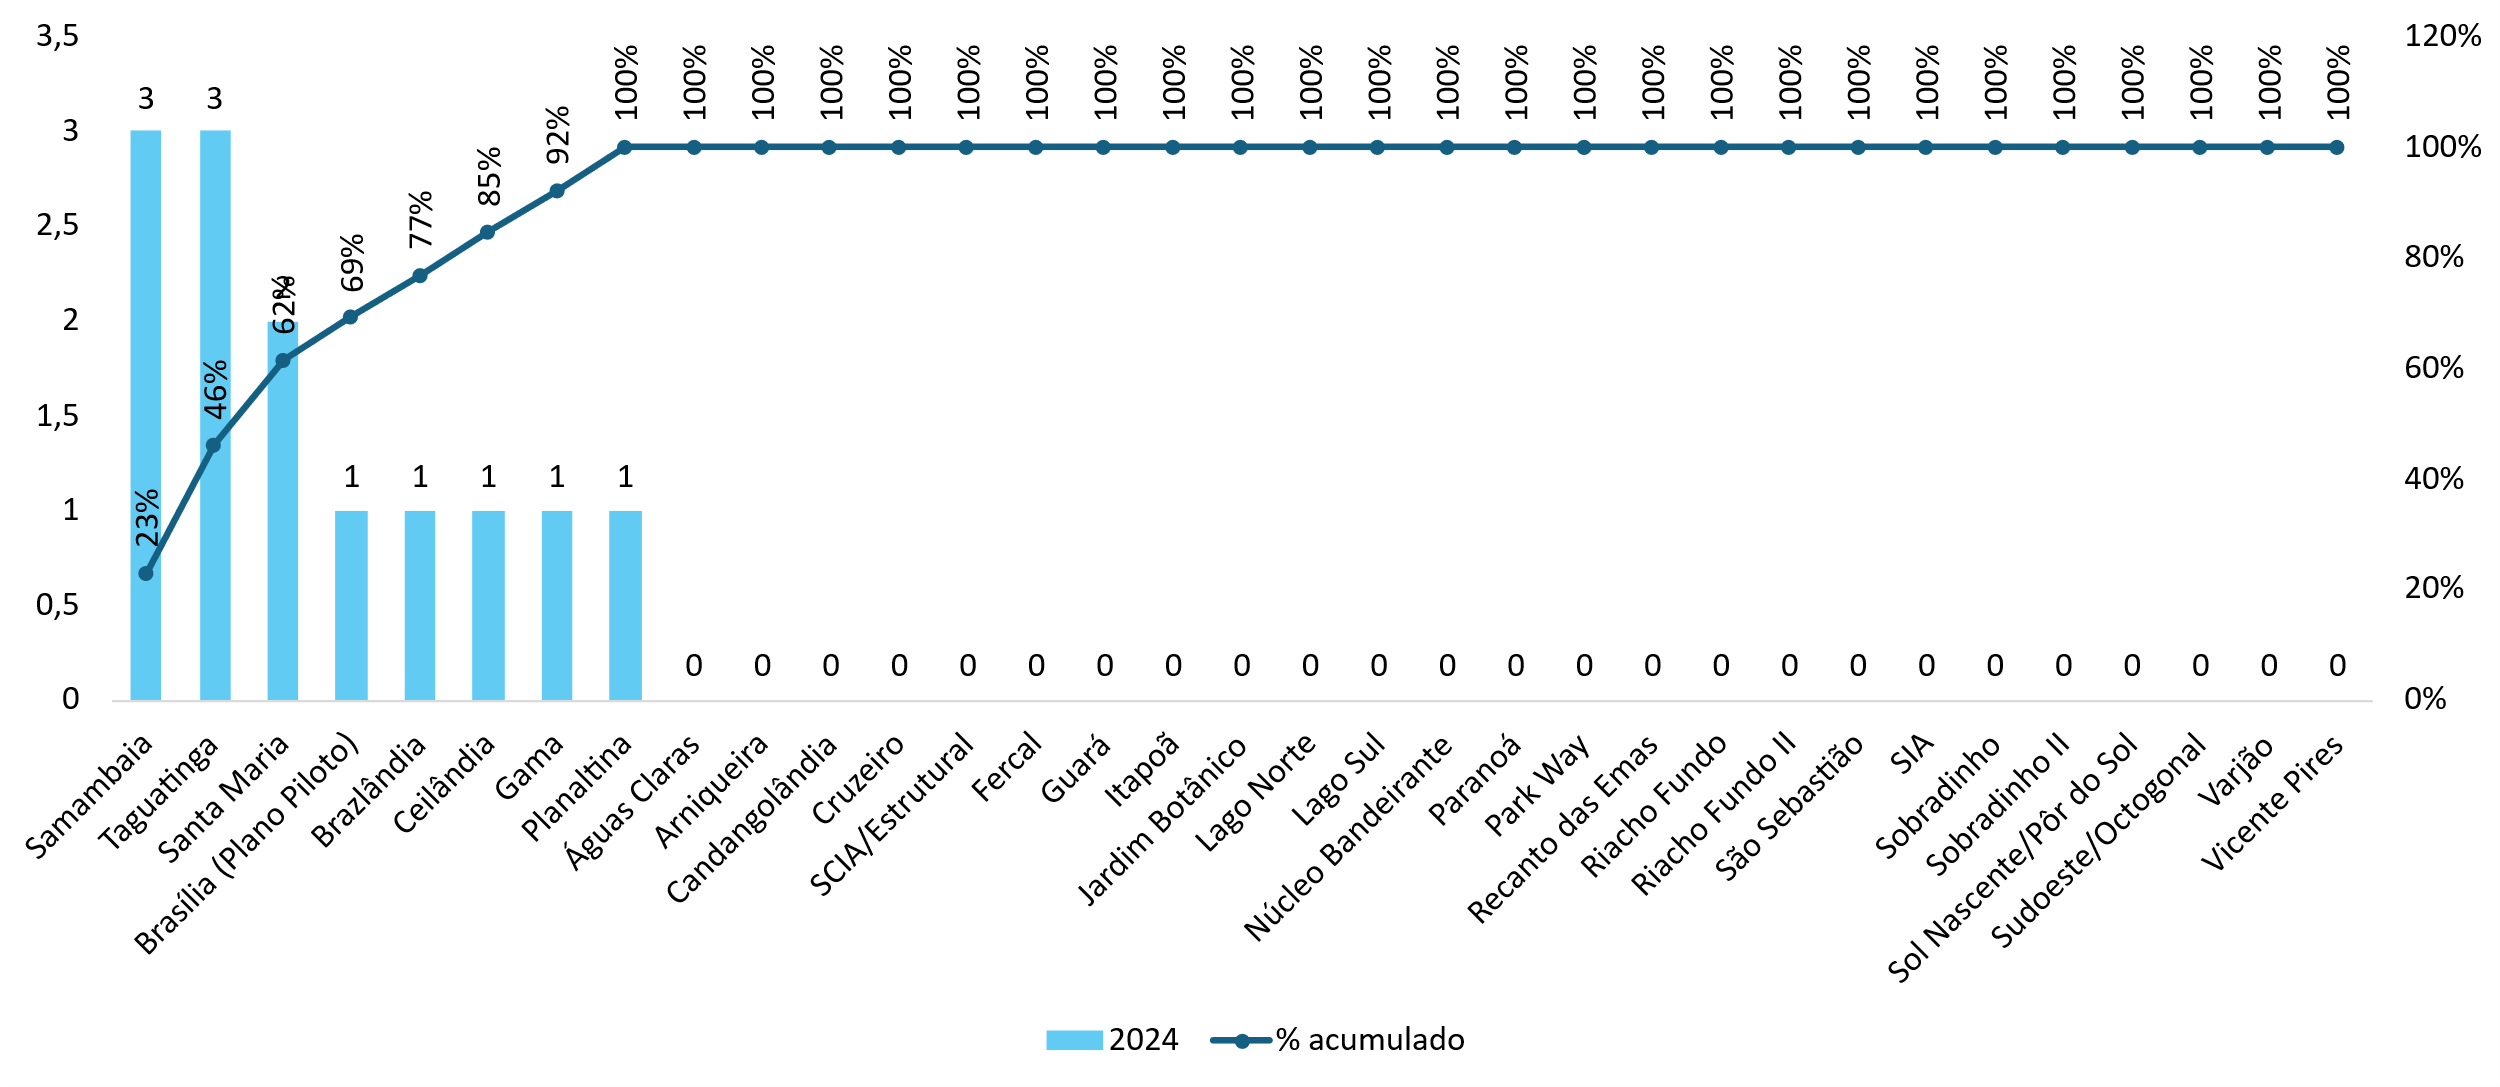 3,5
3
2,5
2
1,5
1
0,5
0
120%
100%
80%
60%
40%
20%
0%
3 3 2 1 1 1 1 1 0 0 0 0 0 0 0 0 0 0 0 0 0 0 0 0 0 0 0 0 0 0 0 0 0
23% 46% 62% 69% 77% 85% 92% 100% 100% 100% 100% 100% 100% 100% 100% 100% 100% 100% 100% 100% 100% 100% 100% 100% 100% 100% 100% 100% 100% 100% 100% 100% 100%
Samambaia
Taguatinga
Santa Maria
Brasília (Plano Piloto)
Brazlândia
Ceilândia
Gama
Planaltina
Águas Claras
Arniqueira
Candangolândia
Cruzeiro
SCIA/Estrutural
Fercal
Guará
Itapoã
Jardim Botânico
Lago Norte
Lago Sul
Núcleo Bandeirante
Paranoá
Park Way
Recanto das Emas
Riacho Fundo
Riacho Fundo II
São Sebastião
SIA
Sobradinho
Sobradinho II
Sol Nascente/Pôr do Sol
Sudoeste/Octogonal
Varjão
Vicente Pires
2024
% acumulado